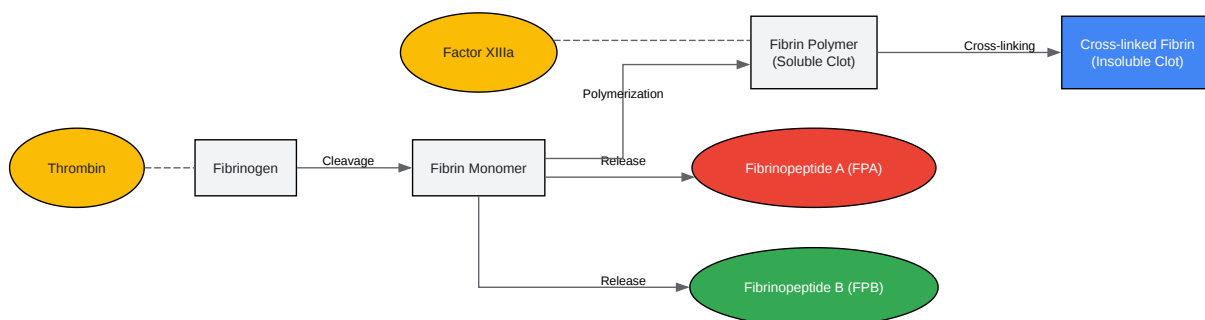 Factor XIIIa
Fibrin Polymer
(Soluble Clot)
Cross-linking
Cross-linked Fibrin
(Insoluble Clot)
Polymerization
Thrombin
Fibrinogen
Cleavage
Fibrin Monomer
Release
Fibrinopeptide A (FPA)
Release
Fibrinopeptide B (FPB)